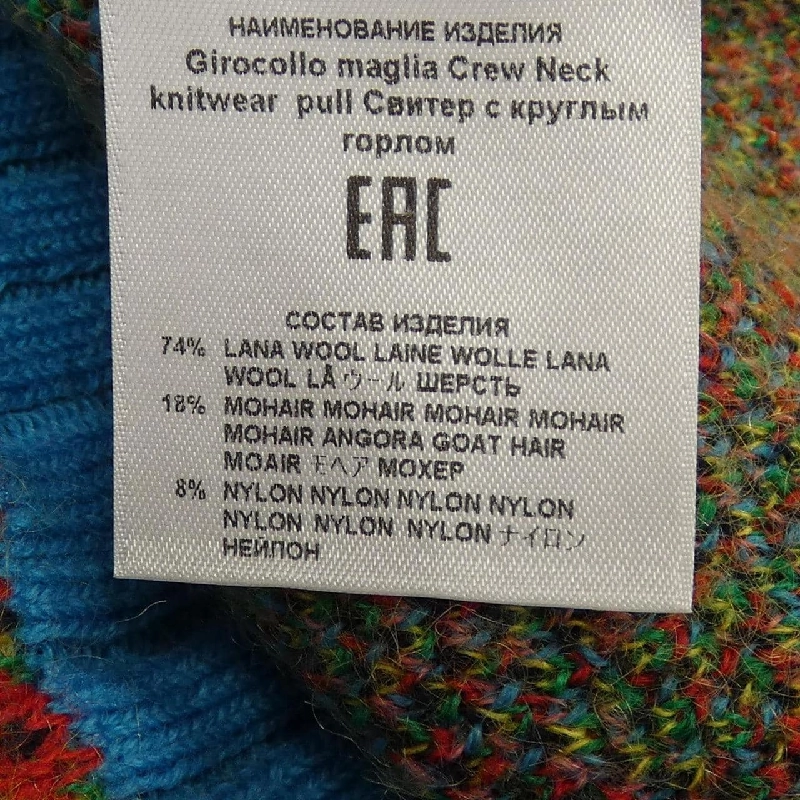 НАИМЕНОВАНИЕ ИЗДЕЛИЯ
Girocollo maglia Crew Neck
knitwear pull Свитер с круглым
горлом
EAC
СОСТАВ ИЗДЕЛИЯ
74% LANA WOOL LAINE WOLLE LANA
WOOL LÅ ウール ШЕРСТЬ
18% MOHAIR MOHAIR MOHAIR MOHAIR
MOHAIR ANGORA GOAT HAIR
MOAIR モヘア МОХЕР
8% NYLON NYLON NYLON NYLON
NYLON NYLON NYLON ナイロン
НЕЙЛОН